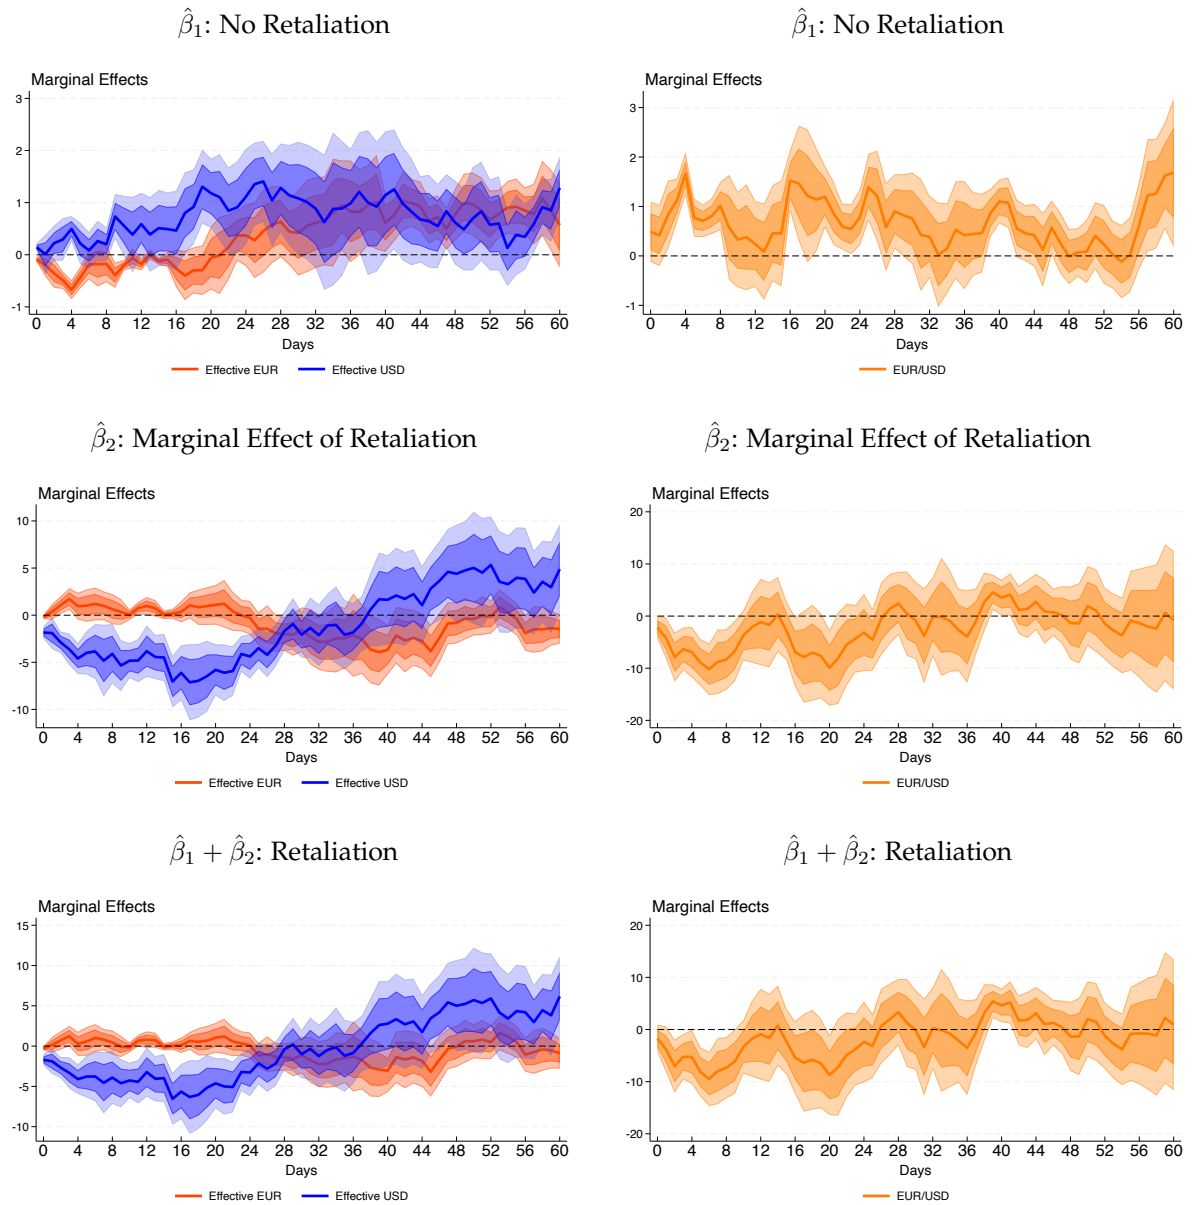 β̂₁: No Retaliation
Marginal Effects
3
2
1
0
-1
0 4 8 12 16 20 24 28 32 36 40 44 48 52 56 60
Days
Effective EUR Effective USD
β̂₁: No Retaliation
Marginal Effects
3
2
1
0
-1
0 4 8 12 16 20 24 28 32 36 40 44 48 52 56 60
Days
EUR/USD
β̂₂: Marginal Effect of Retaliation
Marginal Effects
10
5
0
-5
-10
0 4 8 12 16 20 24 28 32 36 40 44 48 52 56 60
Days
Effective EUR Effective USD
β̂₂: Marginal Effect of Retaliation
Marginal Effects
20
10
0
-10
-20
0 4 8 12 16 20 24 28 32 36 40 44 48 52 56 60
Days
EUR/USD
β̂₁ + β̂₂: Retaliation
Marginal Effects
15
10
5
0
-5
-10
0 4 8 12 16 20 24 28 32 36 40 44 48 52 56 60
Days
Effective EUR Effective USD
β̂₁ + β̂₂: Retaliation
Marginal Effects
20
10
0
-10
-20
0 4 8 12 16 20 24 28 32 36 40 44 48 52 56 60
Days
EUR/USD